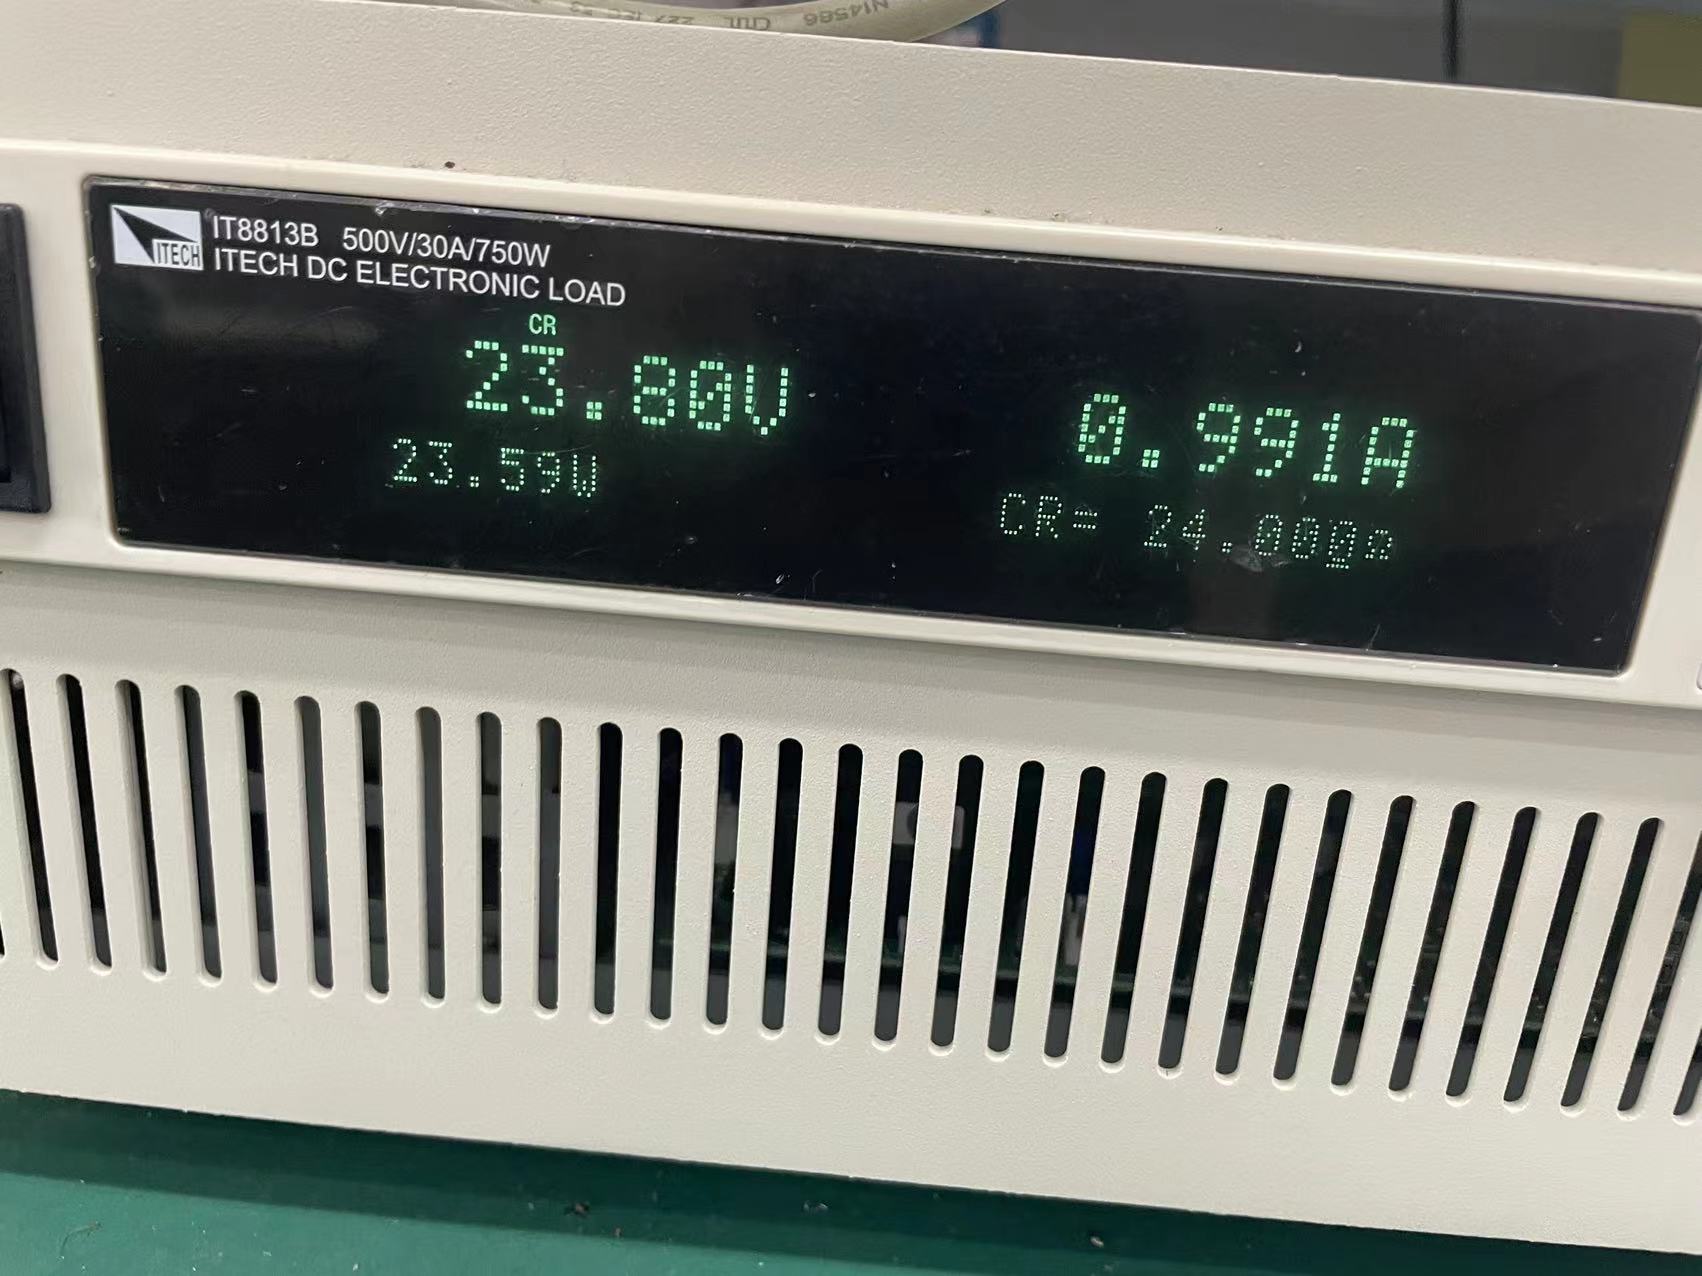 N14586
ITECH
IT8813B 500V/30A/750W
ITECH DC ELECTRONIC LOAD
CR
23.80V 0.991A
23.59W CR= 24.000Ω